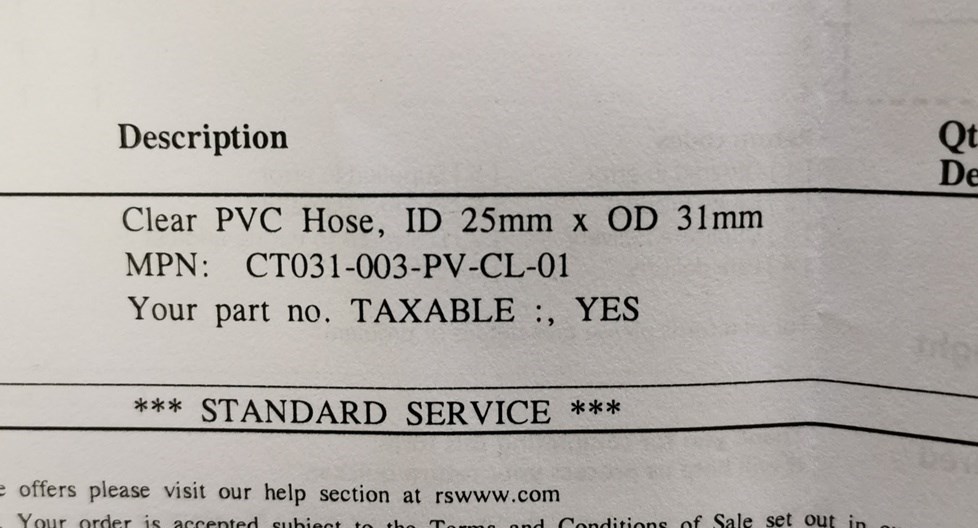 Description
Qt
De
Clear PVC Hose, ID 25mm x OD 31mm
MPN: CT031-003-PV-CL-01
Your part no. TAXABLE :, YES
*** STANDARD SERVICE ***
e offers please visit our help section at rswww.com
Your order is accepted subject to the Terms and Conditions of Sale set out in